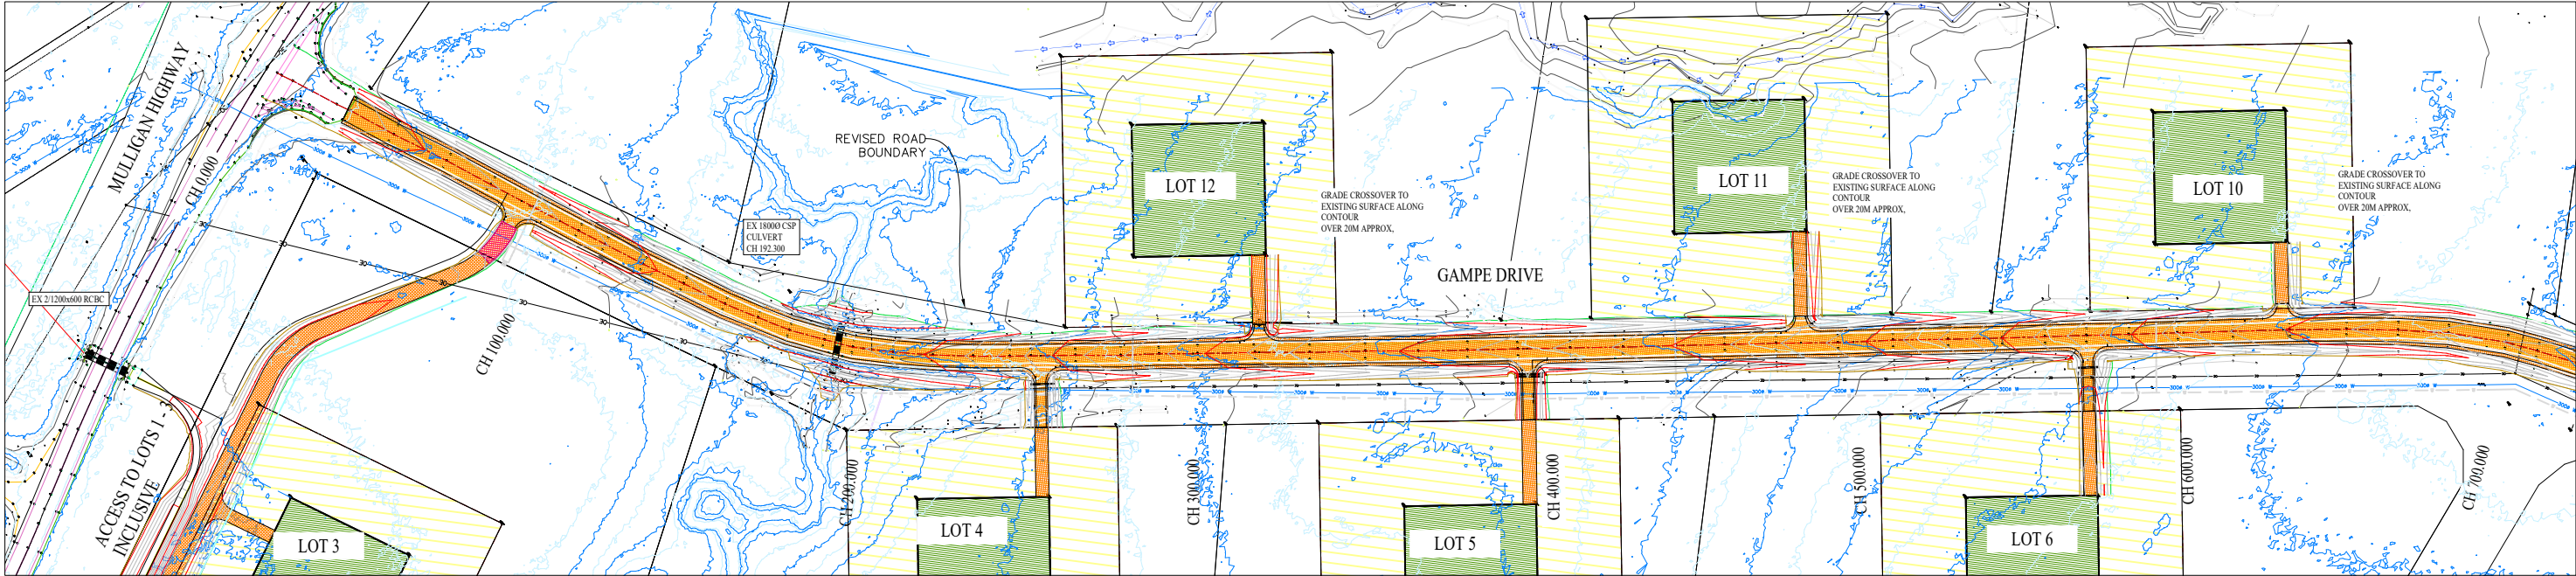 MULLIGAN HIGHWAY
CH 0.000
REVISED ROAD
BOUNDARY
EX 1800Ø CSP
CULVERT
CH 192.300
EX 2/1200x600 RCBC
CH 100.000
ACCESS TO LOTS 1 - 3
INCLUSIVE
LOT 3
LOT 12
GRADE CROSSOVER TO
EXISTING SURFACE ALONG
CONTOUR
OVER 20M APPROX,
GAMPE DRIVE
LOT 11
GRADE CROSSOVER TO
EXISTING SURFACE ALONG
CONTOUR
OVER 20M APPROX,
LOT 10
GRADE CROSSOVER TO
EXISTING SURFACE ALONG
CONTOUR
OVER 20M APPROX,
CH 200.000
LOT 4
CH 300.000
LOT 5
CH 400.000
CH 500.000
LOT 6
CH 600.000
CH 700.000